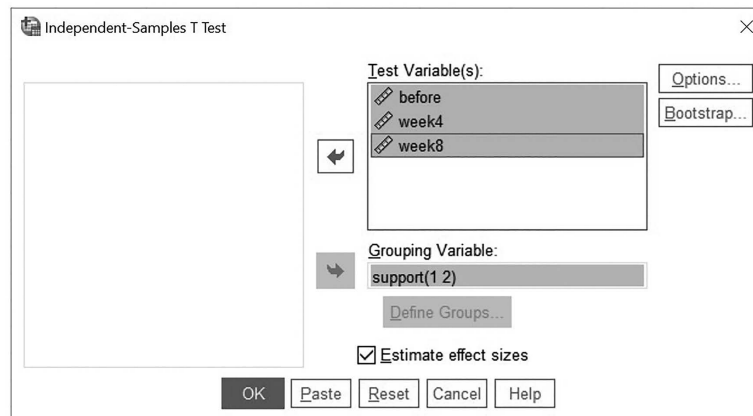 Independent-Samples T Test
Test Variable(s):
before
week4
week8
Options...
Bootstrap...
Grouping Variable:
support(1 2)
Define Groups...
Estimate effect sizes
OK Paste Reset Cancel Help